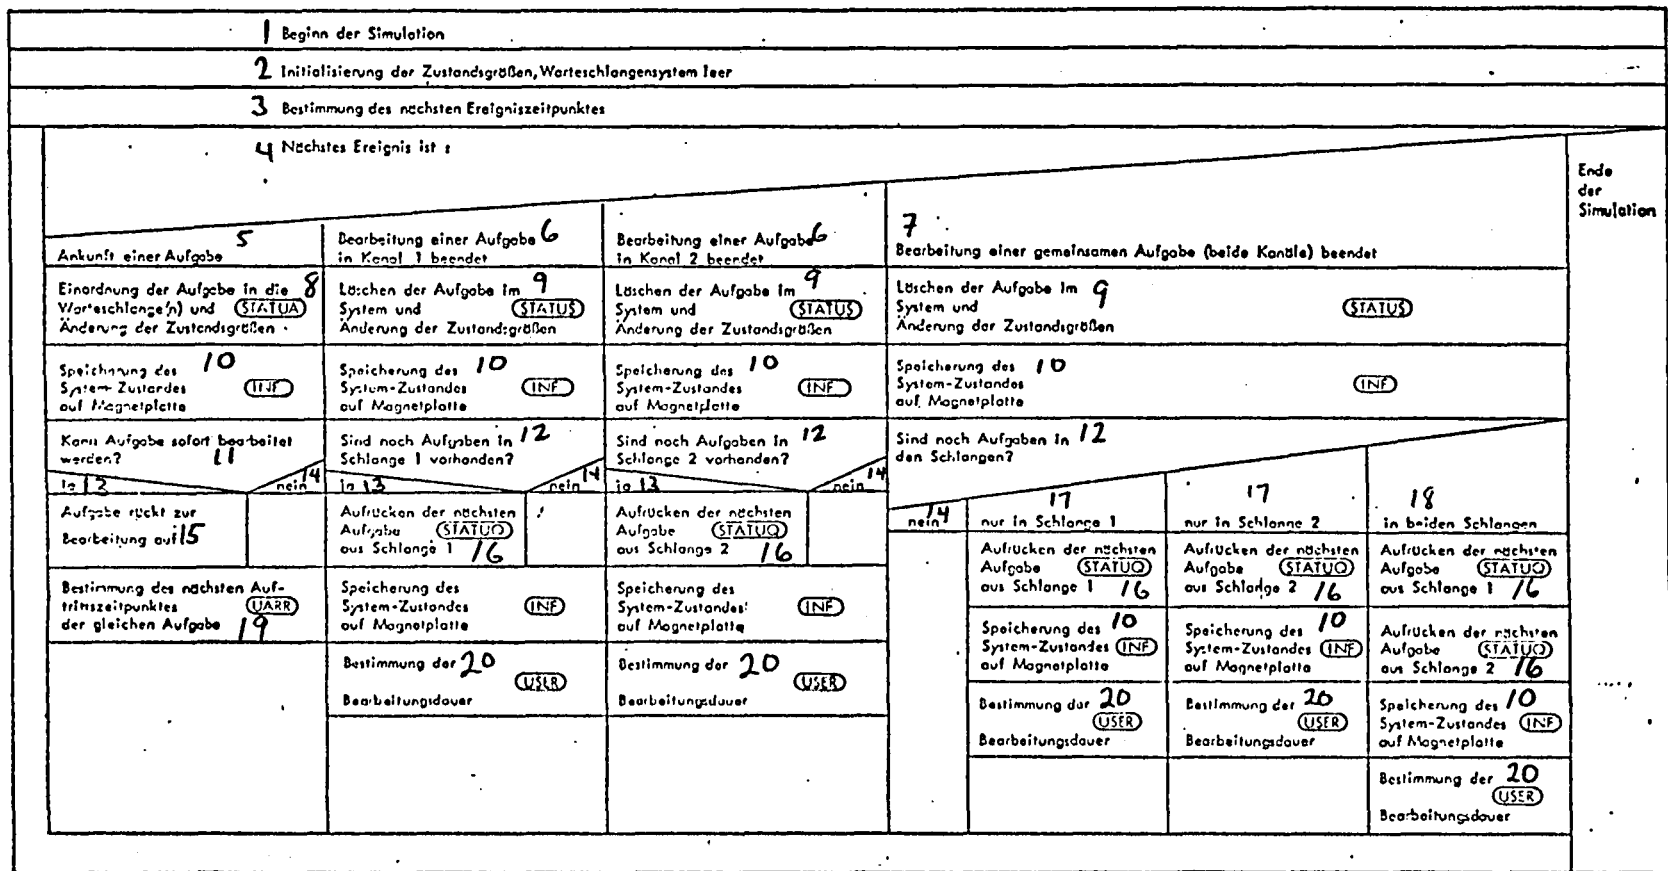 1 Beginn der Simulation
2 Initialisierung der Zustandsgrößen, Warteschlangensystem leer
3 Bestimmung des nächsten Ereigniszeitpunktes
4 Nächstes Ereignis ist :
Ende
der
Simulation
5
Ankunft einer Aufgabe
Bearbeitung einer Aufgabe 6
in Kanal 1 beendet
Bearbeitung einer Aufgabe 6
in Kanal 2 beendet
7
Bearbeitung einer gemeinsamen Aufgabe (beide Kanäle) beendet
Einordnung der Aufgabe in die 8
Warteschlange(n) und STATUA
Änderung der Zustandsgrößen
Löschen der Aufgabe im 9
System und STATUS
Änderung der Zustandsgrößen
Löschen der Aufgabe im 9
System und STATUS
Änderung der Zustandsgrößen
Löschen der Aufgabe im 9
System und STATUS
Änderung der Zustandsgrößen
Speicherung des 10
System-Zustandes INF
auf Magnetplatte
Speicherung des 10
System-Zustandes INF
auf Magnetplatte
Speicherung des 10
System-Zustandes INF
auf Magnetplatte
Speicherung des 10
System-Zustandes INF
auf Magnetplatte
Kann Aufgabe sofort bearbeitet
werden? 11
ja 13 nein 14
Sind noch Aufgaben in 12
Schlange 1 vorhanden?
ja 13 nein 14
Sind noch Aufgaben in 12
Schlange 2 vorhanden?
ja 13 nein 14
Sind noch Aufgaben in 12
den Schlangen?
nein 14
17
nur in Schlange 1
17
nur in Schlange 2
18
in beiden Schlangen
Aufgabe rückt zur
Bearbeitung auf 15
Aufrücken der nächsten
Aufgabe STATUQ
aus Schlange 1 16
Aufrücken der nächsten
Aufgabe STATUQ
aus Schlange 2 16
Aufrücken der nächsten
Aufgabe STATUQ
aus Schlange 1 16
Aufrücken der nächsten
Aufgabe STATUQ
aus Schlange 2 16
Aufrücken der nächsten
Aufgabe STATUQ
aus Schlange 1 16
Bestimmung des nächsten Auf-
trittszeitpunktes UARR
der gleichen Aufgabe 19
Speicherung des
System-Zustandes INF
auf Magnetplatte
Speicherung des
System-Zustandes INF
auf Magnetplatte
Speicherung des 10
System-Zustandes INF
auf Magnetplatte
Speicherung des 10
System-Zustandes INF
auf Magnetplatte
Aufrücken der nächsten
Aufgabe STATUQ
aus Schlange 2 16
Bestimmung der 20
USER
Bearbeitungsdauer
Bestimmung der 20
USER
Bearbeitungsdauer
Bestimmung der 20
USER
Bearbeitungsdauer
Bestimmung der 20
USER
Bearbeitungsdauer
Speicherung des 10
System-Zustandes INF
auf Magnetplatte
Bestimmung der 20
USER
Bearbeitungsdauer